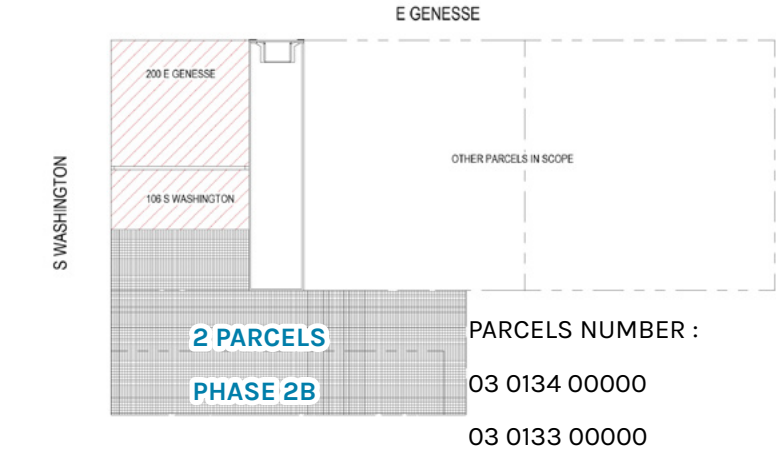 E GENESSE
200 E GENESSE
S WASHINGTON
OTHER PARCELS IN SCOPE
106 S WASHINGTON
2 PARCELS
PHASE 2B
PARCELS NUMBER :
03 0134 00000
03 0133 00000